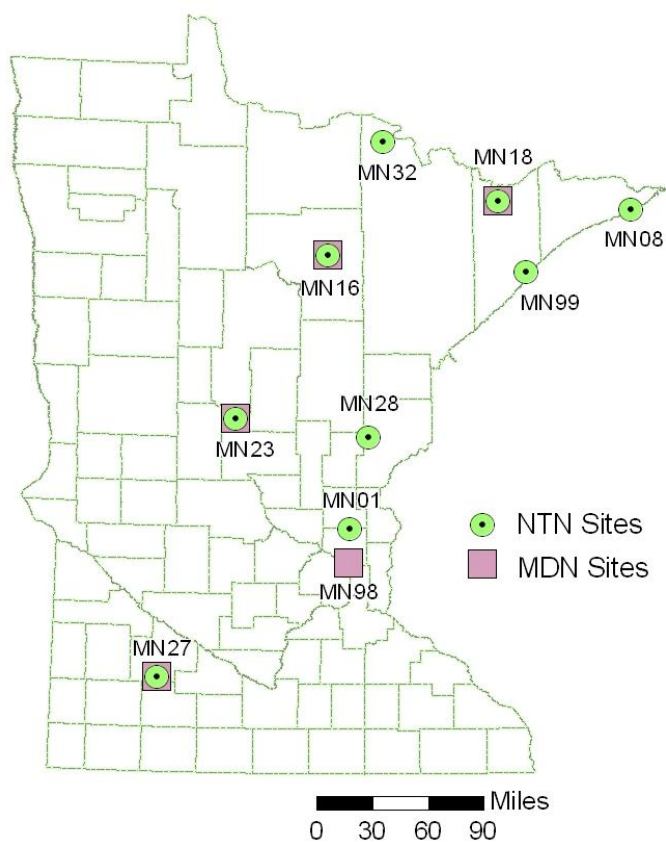 MN32
MN18
MN08
MN16
MN99
MN28
MN23
MN01
NTN Sites
MDN Sites
MN98
MN27
Miles
0 30 60 90